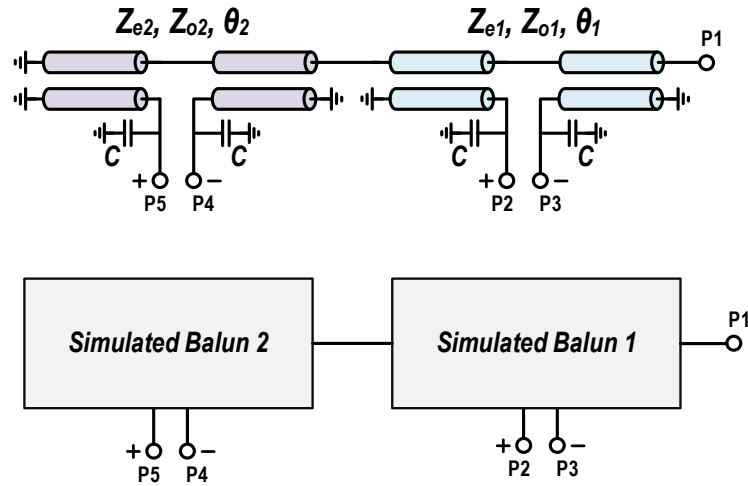 Ze2, Zo2, θ2 Ze1, Zo1, θ1
P1
C C C C
+ − + −
P5 P4 P2 P3
Simulated Balun 2 Simulated Balun 1
P1
+ − + −
P5 P4 P2 P3